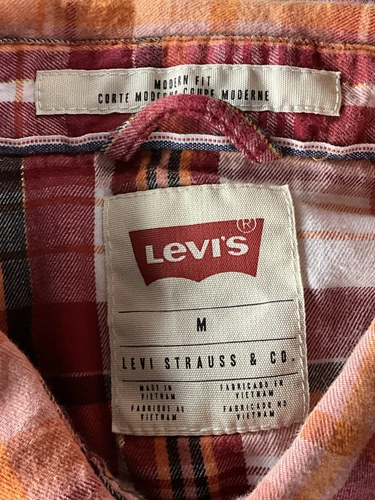 MODERN FIT
CORTE MODERNO COUPE MODERNE
LEVI'S®
M
LEVI STRAUSS & CO.
MADE IN FABRICADO EN
VIETNAM VIETNAM
FABRIQUE AU FABRICADO NO
VIETNAM VIETNAM